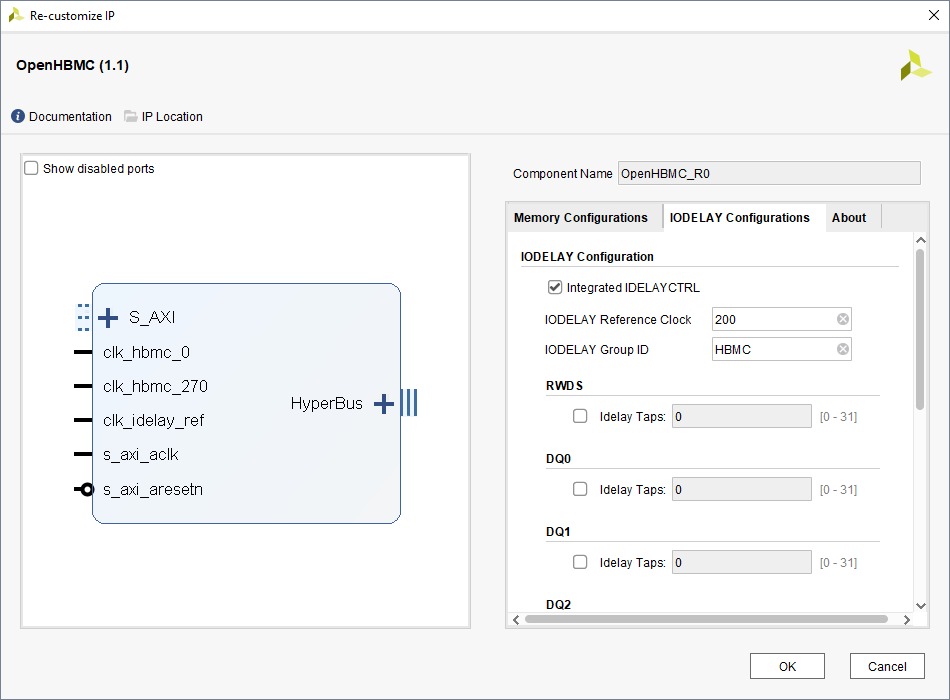 Re-customize IP
OpenHBMC (1.1)
Documentation
IP Location
Show disabled ports
S_AXI
clk_hbmc_0
clk_hbmc_270
clk_idelay_ref
s_axi_aclk
s_axi_aresetn
HyperBus
Component Name OpenHBMC_R0
Memory Configurations
IODELAY Configurations
About
IODELAY Configuration
Integrated IDELAYCTRL
IODELAY Reference Clock 200
IODELAY Group ID HBMC
RWDS
Idelay Taps: 0 [0 - 31]
DQ0
Idelay Taps: 0 [0 - 31]
DQ1
Idelay Taps: 0 [0 - 31]
DQ2
OK
Cancel